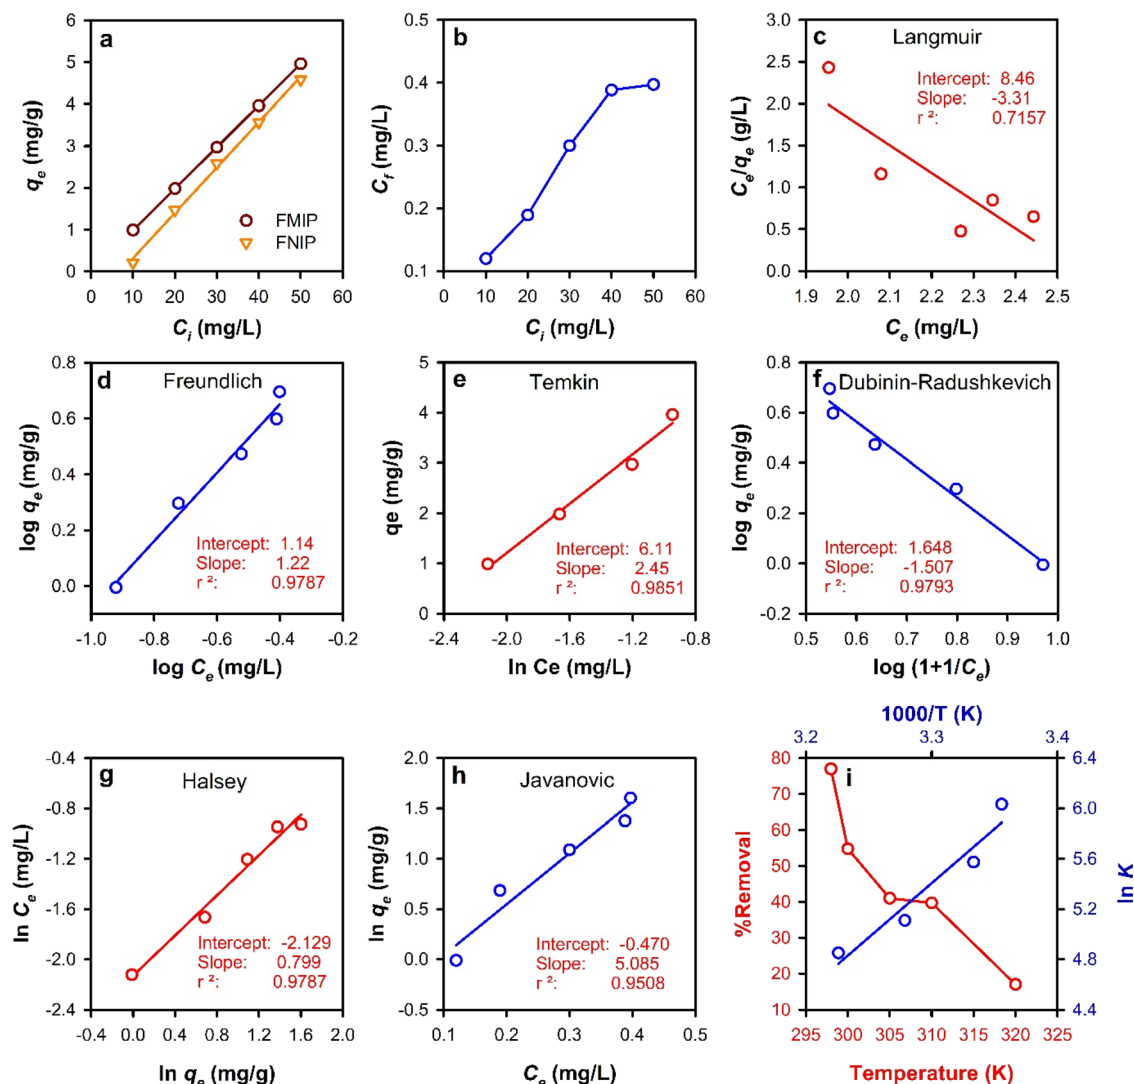 a
q_e (mg/g)
6
5
4
3
2
1
0
FMIP
FNIP
0 10 20 30 40 50 60
C_i (mg/L)
b
C_f (mg/L)
0.5
0.4
0.3
0.2
0.1
0 10 20 30 40 50 60
C_i (mg/L)
c
Langmuir
Intercept: 8.46
Slope: -3.31
r ²: 0.7157
C_e/q_e (g/L)
3.0
2.5
2.0
1.5
1.0
0.5
0.0
1.9 2.0 2.1 2.2 2.3 2.4 2.5
C_e (mg/L)
d
Freundlich
log q_e (mg/g)
0.8
0.6
0.4
0.2
0.0
Intercept: 1.14
Slope: 1.22
r ²: 0.9787
-1.0 -0.8 -0.6 -0.4 -0.2
log C_e (mg/L)
e
Temkin
qe (mg/g)
5
4
3
2
1
0
Intercept: 6.11
Slope: 2.45
r ²: 0.9851
-2.4 -2.0 -1.6 -1.2 -0.8
ln Ce (mg/L)
f
Dubinin-Radushkevich
log q_e (mg/g)
0.8
0.6
0.4
0.2
0.0
-0.2
Intercept: 1.648
Slope: -1.507
r ²: 0.9793
0.5 0.6 0.7 0.8 0.9 1.0
log (1+1/C_e)
g
Halsey
ln C_e (mg/L)
-0.4
-0.8
-1.2
-1.6
-2.0
-2.4
Intercept: -2.129
Slope: 0.799
r ²: 0.9787
0.0 0.4 0.8 1.2 1.6 2.0
ln q_e (mg/g)
h
Javanovic
ln q_e (mg/g)
2.0
1.5
1.0
0.5
0.0
-0.5
Intercept: -0.470
Slope: 5.085
r ²: 0.9508
0.1 0.2 0.3 0.4 0.5
C_e (mg/L)
1000/T (K)
3.2 3.3 3.4
i
%Removal
80
70
60
50
40
30
20
10
6.4
6.0
5.6
5.2
4.8
4.4
ln K
295 300 305 310 315 320 325
Temperature (K)